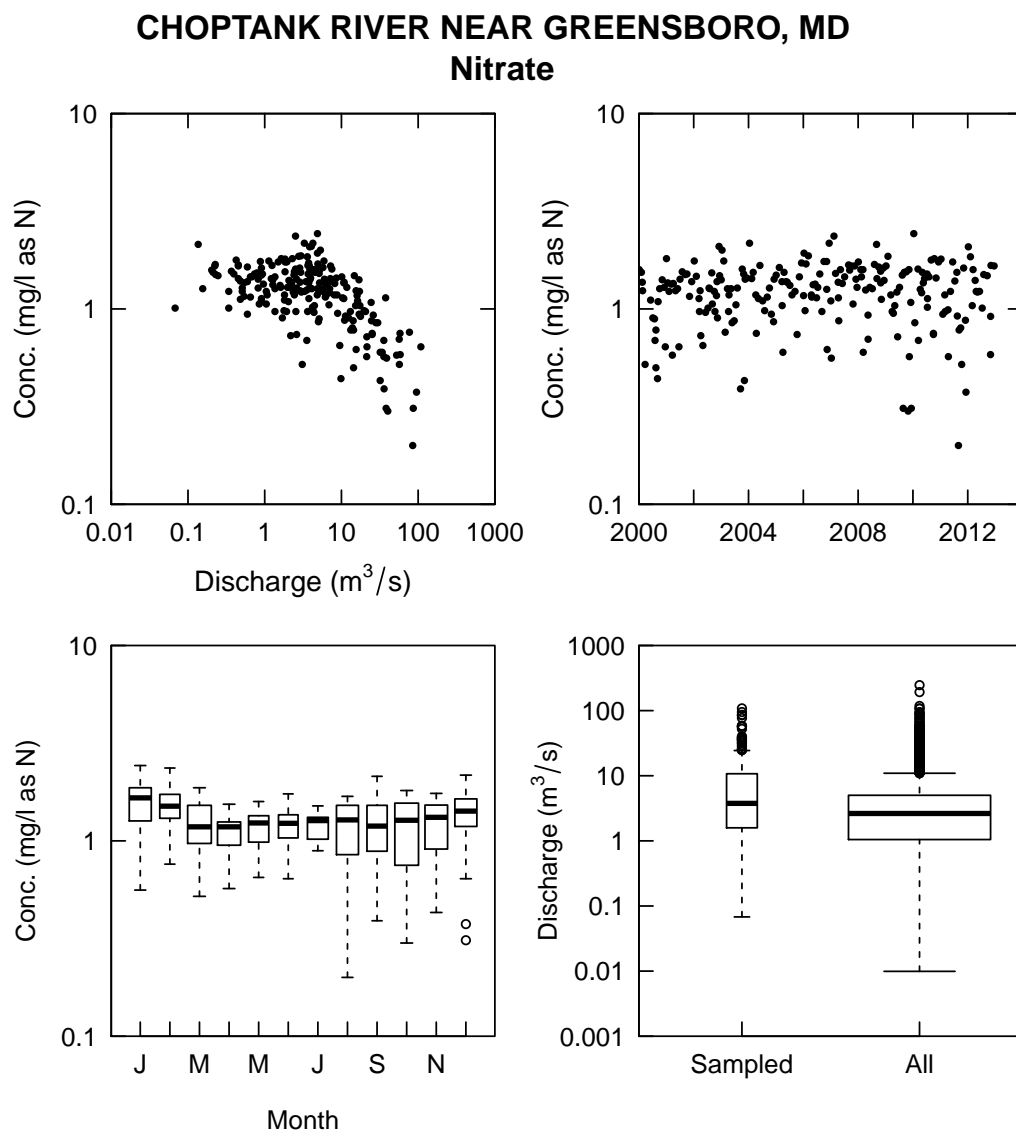 CHOPTANK RIVER NEAR GREENSBORO, MD
Nitrate
Conc. (mg/l as N)
10
1
0.1
0.01 0.1 1 10 100 1000
Discharge (m³/s)
Conc. (mg/l as N)
10
1
0.1
2000 2004 2008 2012
Conc. (mg/l as N)
10
1
0.1
J M M J S N
Month
Discharge (m³/s)
1000
100
10
1
0.1
0.01
0.001
Sampled All